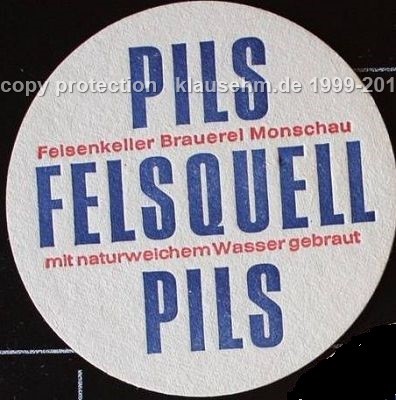 PILS
copy protection klausehm.de 1999-201
Felsenkeller Brauerei Monschau
FELSQUELL
mit naturweichem Wasser gebraut
PILS